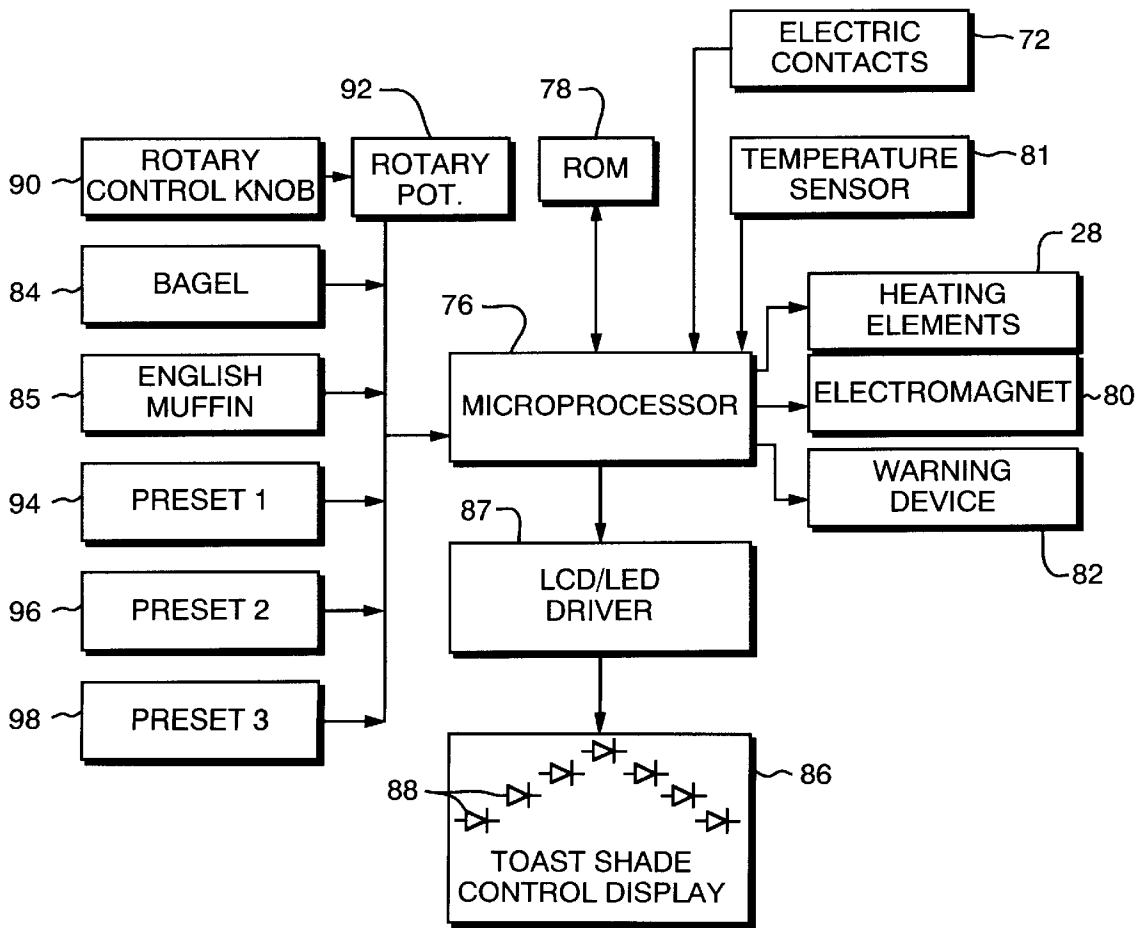 ELECTRIC
CONTACTS
72
92
78
ROTARY
CONTROL KNOB
90
ROTARY
POT.
ROM
TEMPERATURE
SENSOR
81
84
BAGEL
28
HEATING
ELEMENTS
76
85
ENGLISH
MUFFIN
MICROPROCESSOR
ELECTROMAGNET
80
94
PRESET 1
WARNING
DEVICE
82
87
96
PRESET 2
LCD/LED
DRIVER
98
PRESET 3
88
86
TOAST SHADE
CONTROL DISPLAY